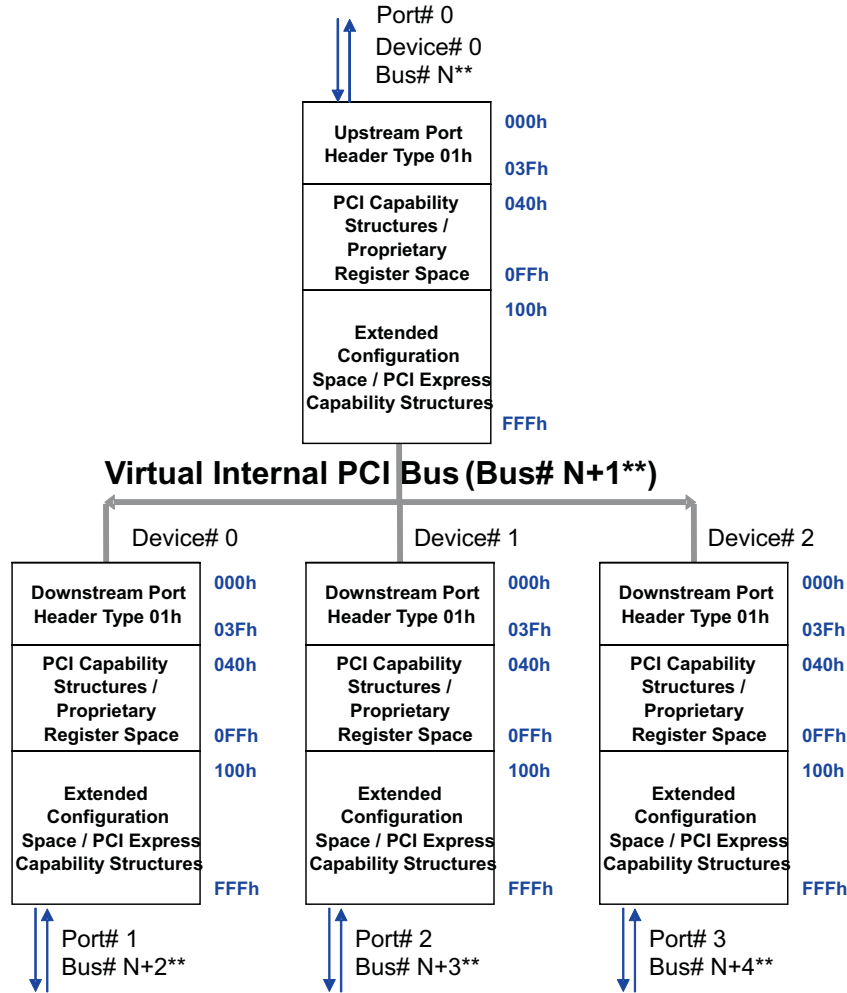 Port# 0
Device# 0
Bus# N**
Upstream Port
Header Type 01h
000h
03Fh
PCI Capability
Structures /
Proprietary
Register Space
040h
0FFh
Extended
Configuration
Space / PCI Express
Capability Structures
100h
FFFh
Virtual Internal PCI Bus (Bus# N+1**)
Device# 0
Downstream Port
Header Type 01h
000h
03Fh
PCI Capability
Structures /
Proprietary
Register Space
040h
0FFh
Extended
Configuration
Space / PCI Express
Capability Structures
100h
FFFh
Port# 1
Bus# N+2**
Device# 1
Downstream Port
Header Type 01h
000h
03Fh
PCI Capability
Structures /
Proprietary
Register Space
040h
0FFh
Extended
Configuration
Space / PCI Express
Capability Structures
100h
FFFh
Port# 2
Bus# N+3**
Device# 2
Downstream Port
Header Type 01h
000h
03Fh
PCI Capability
Structures /
Proprietary
Register Space
040h
0FFh
Extended
Configuration
Space / PCI Express
Capability Structures
100h
FFFh
Port# 3
Bus# N+4**